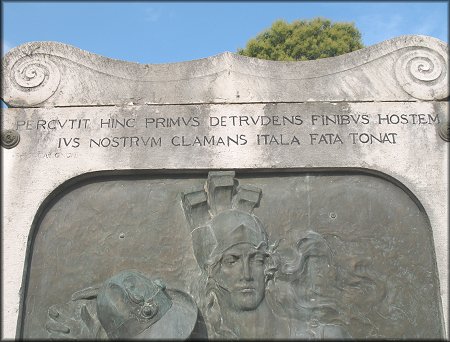 PERCVTIT HINC PRIMVS DETRVDENS FINIBVS HOSTEM
IVS NOSTRVM CLAMANS ITALA FATA TONAT